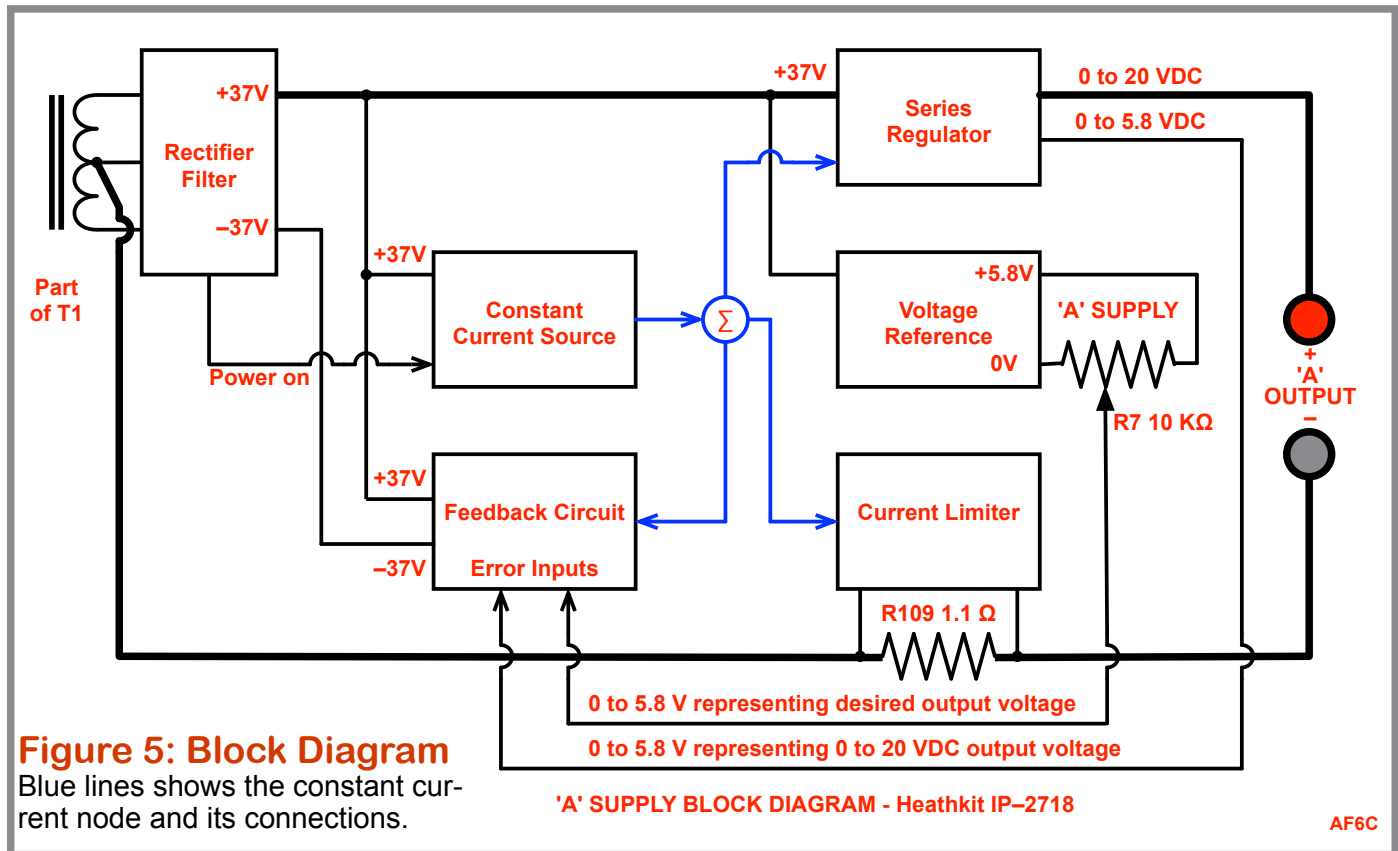 +37V
0 to 20 VDC
+37V
Series
Regulator
0 to 5.8 VDC
Rectifier
Filter
–37V
+37V
+5.8V
Part
of T1
Constant
Current Source
Σ
Voltage
Reference
'A' SUPPLY
0V
Power on
+
'A'
OUTPUT
–
R7 10 KΩ
+37V
Feedback Circuit
Current Limiter
–37V
Error Inputs
R109 1.1 Ω
0 to 5.8 V representing desired output voltage
0 to 5.8 V representing 0 to 20 VDC output voltage
Figure 5: Block Diagram
Blue lines shows the constant cur-
rent node and its connections.
'A' SUPPLY BLOCK DIAGRAM - Heathkit IP–2718
AF6C